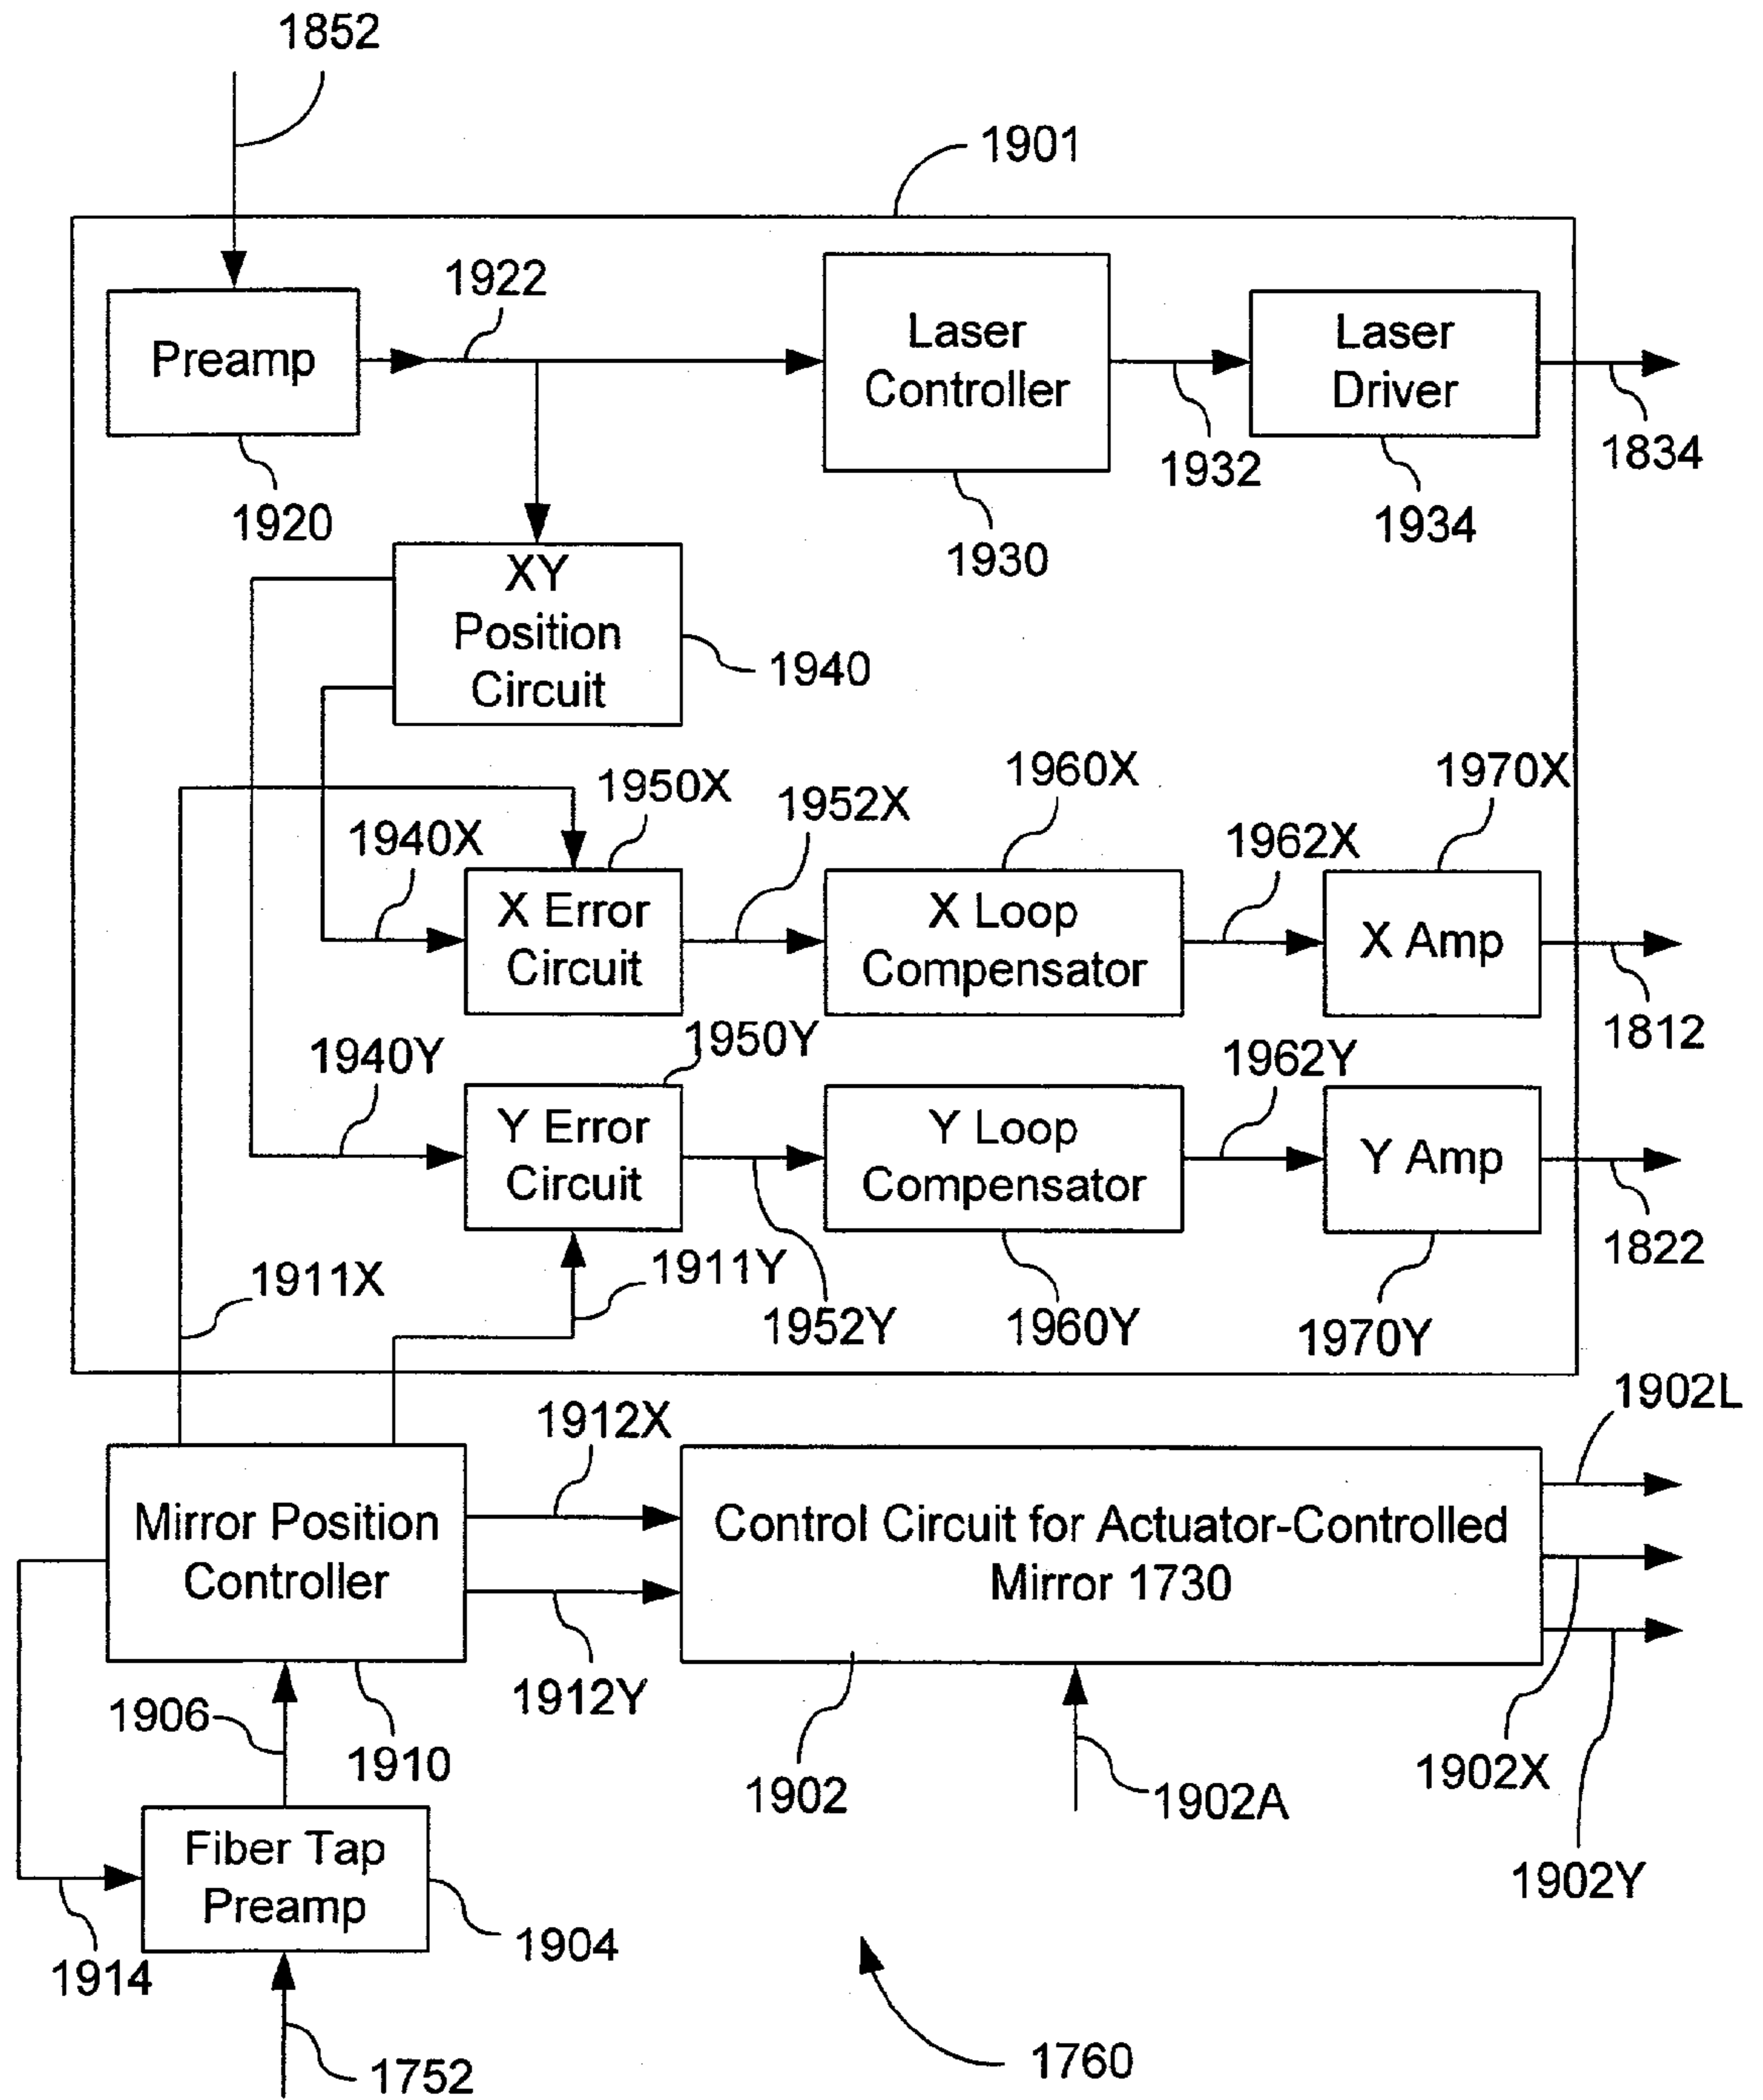 1852
1901
1922
Preamp
Laser
Controller
Laser
Driver
1932
1834
1920
1930
1934
XY
Position
Circuit
1940
1950X
1952X
1960X
1970X
1940X
1962X
X Error
Circuit
X Loop
Compensator
X Amp
1812
1950Y
1940Y
1962Y
Y Error
Circuit
Y Loop
Compensator
Y Amp
1822
1911X
1911Y
1952Y
1960Y
1970Y
1902L
1912X
Mirror Position
Controller
Control Circuit for Actuator-Controlled
Mirror 1730
1912Y
1906
1910
1902
1902A
1902X
1902Y
Fiber Tap
Preamp
1904
1914
1752
1760